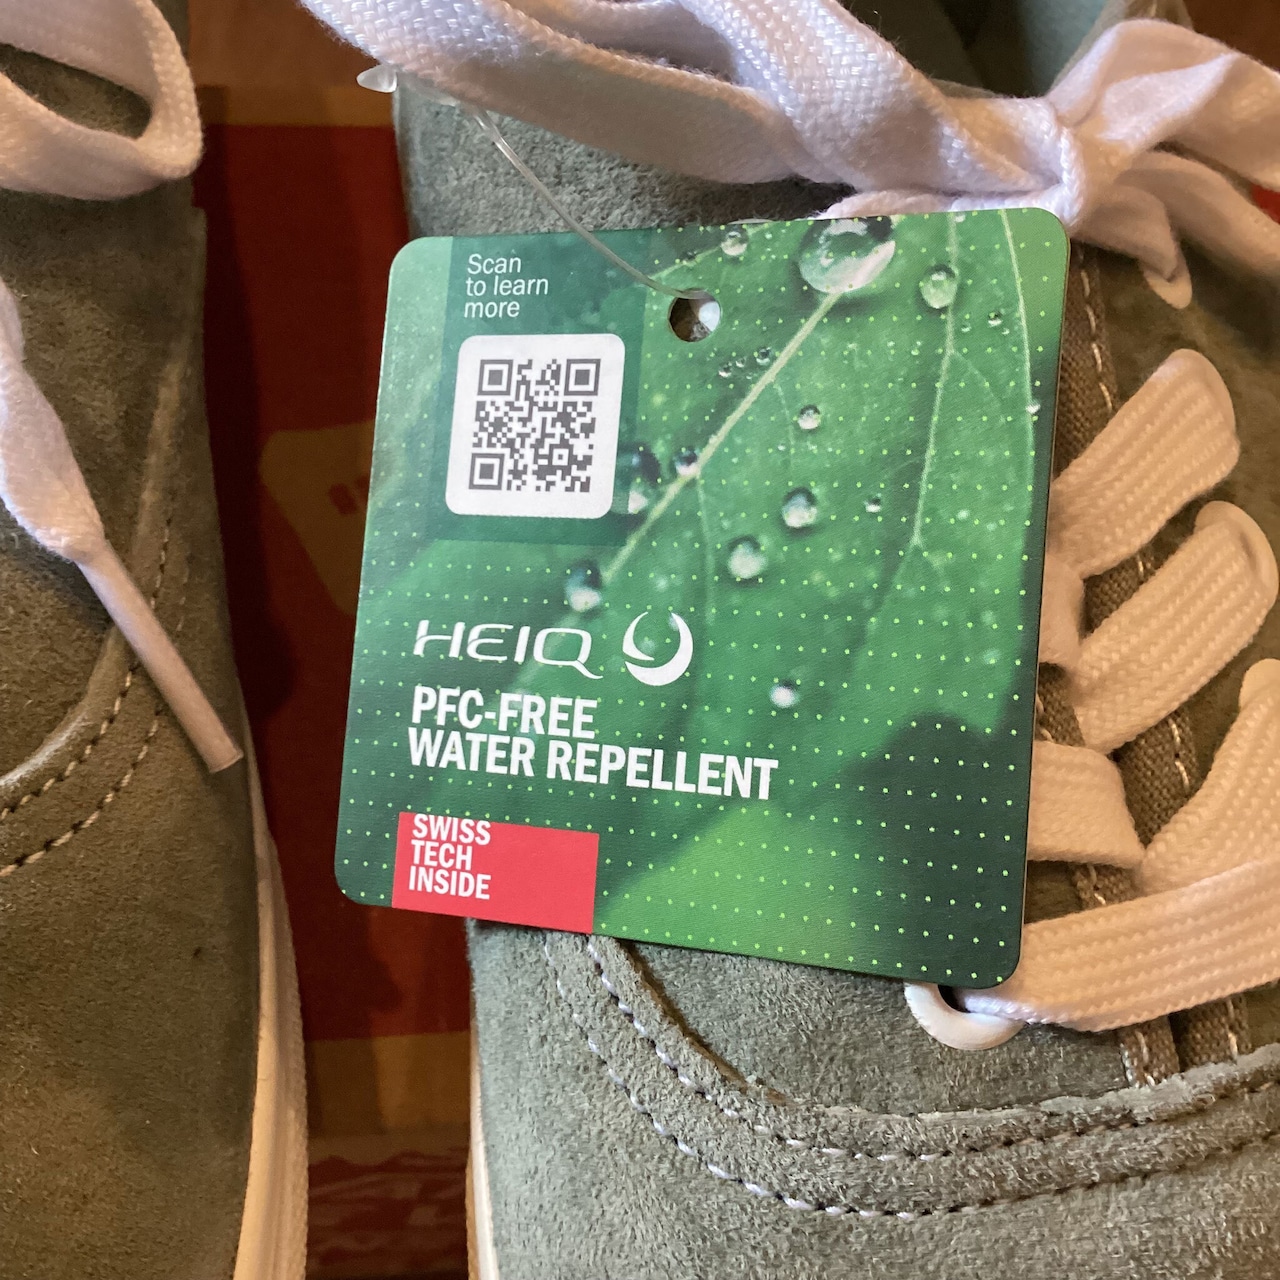 Scan
to learn
more
HEIQ
PFC-FREE
WATER REPELLENT
SWISS
TECH
INSIDE